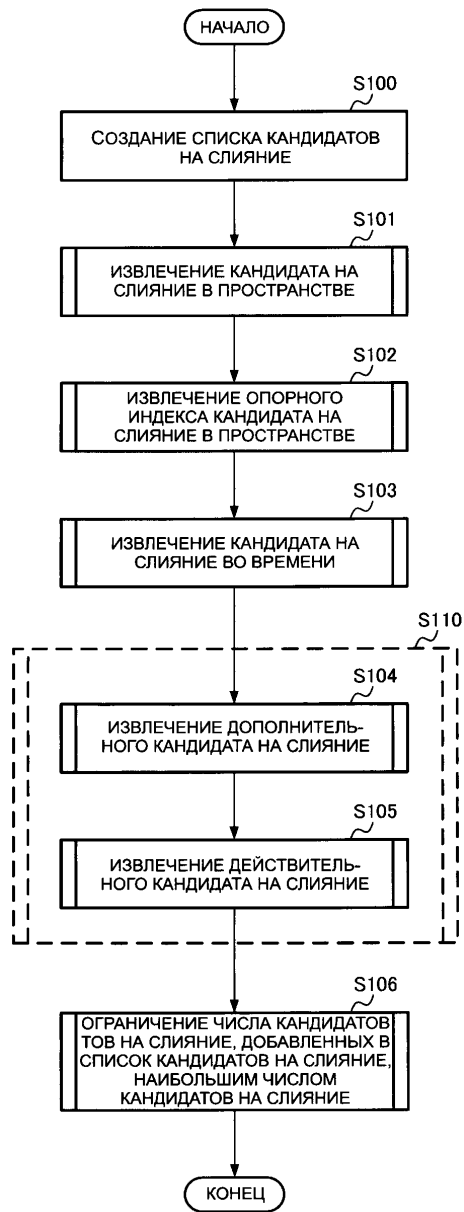 НАЧАЛО
S100
СОЗДАНИЕ СПИСКА КАНДИДАТОВ
НА СЛИЯНИЕ
S101
ИЗВЛЕЧЕНИЕ КАНДИДАТА НА
СЛИЯНИЕ В ПРОСТРАНСТВЕ
S102
ИЗВЛЕЧЕНИЕ ОПОРНОГО
ИНДЕКСА КАНДИДАТА НА
СЛИЯНИЕ В ПРОСТРАНСТВЕ
S103
ИЗВЛЕЧЕНИЕ КАНДИДАТА НА
СЛИЯНИЕ ВО ВРЕМЕНИ
S110
S104
ИЗВЛЕЧЕНИЕ ДОПОЛНИТЕЛЬ-
НОГО КАНДИДАТА НА СЛИЯНИЕ
S105
ИЗВЛЕЧЕНИЕ ДЕЙСТВИТЕЛЬ-
НОГО КАНДИДАТА НА СЛИЯНИЕ
S106
ОГРАНИЧЕНИЕ ЧИСЛА КАНДИДАТОВ
ТОВ НА СЛИЯНИЕ, ДОБАВЛЕННЫХ В
СПИСОК КАНДИДАТОВ НА СЛИЯНИЕ,
НАИБОЛЬШИМ ЧИСЛОМ
КАНДИДАТОВ НА СЛИЯНИЕ
КОНЕЦ